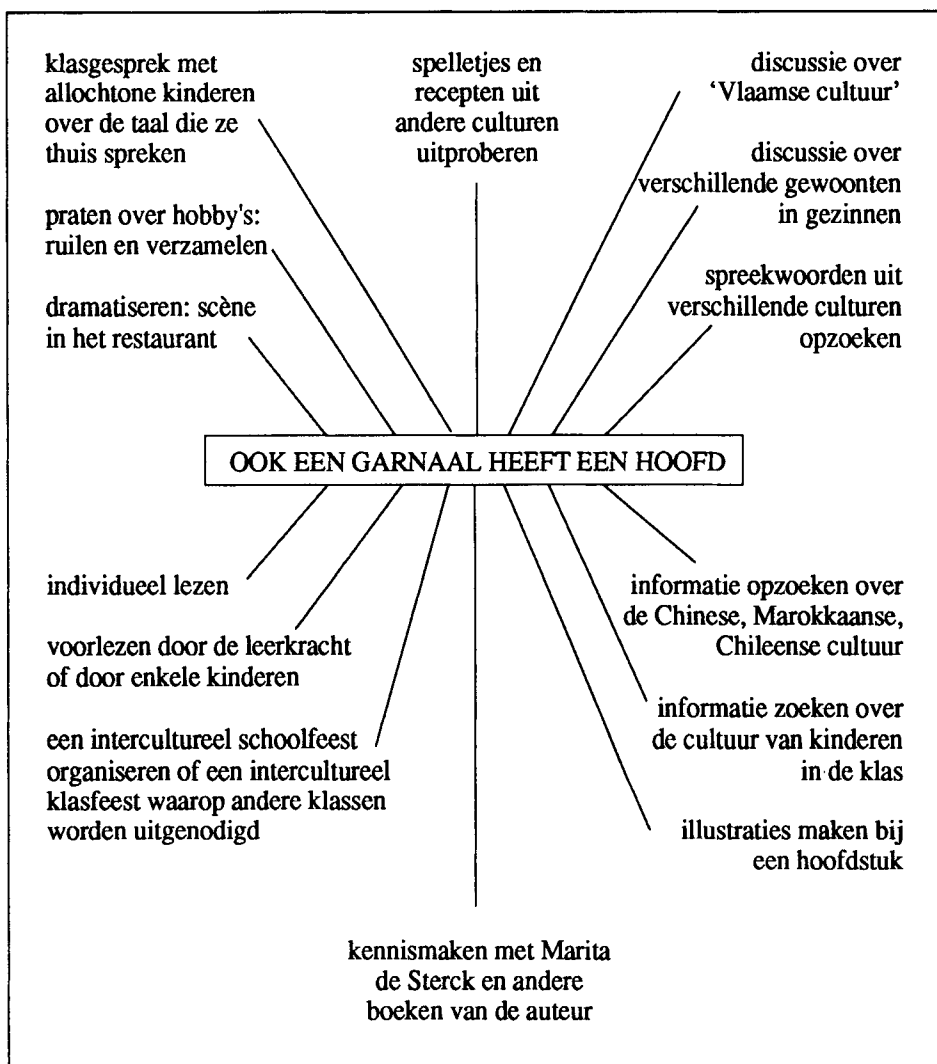 klasgesprek met
allochtone kinderen
over de taal die ze
thuis spreken
spelletjes en
recepten uit
andere culturen
uitproberen
discussie over
‘Vlaamse cultuur’
discussie over
verschillende gewoonten
in gezinnen
praten over hobby's:
ruilen en verzamelen
spreekwoorden uit
verschillende culturen
opzoeken
dramatiseren: scène
in het restaurant
OOK EEN GARNAAL HEEFT EEN HOOFD
individueel lezen
informatie opzoeken over
de Chinese, Marokkaanse,
Chileense cultuur
voorlezen door de leerkracht
of door enkele kinderen
informatie zoeken over
de cultuur van kinderen
in de klas
een intercultureel schoolfeest
organiseren of een intercultureel
klasfeest waarop andere klassen
worden uitgenodigd
illustraties maken bij
een hoofdstuk
kennismaken met Marita
de Sterck en andere
boeken van de auteur